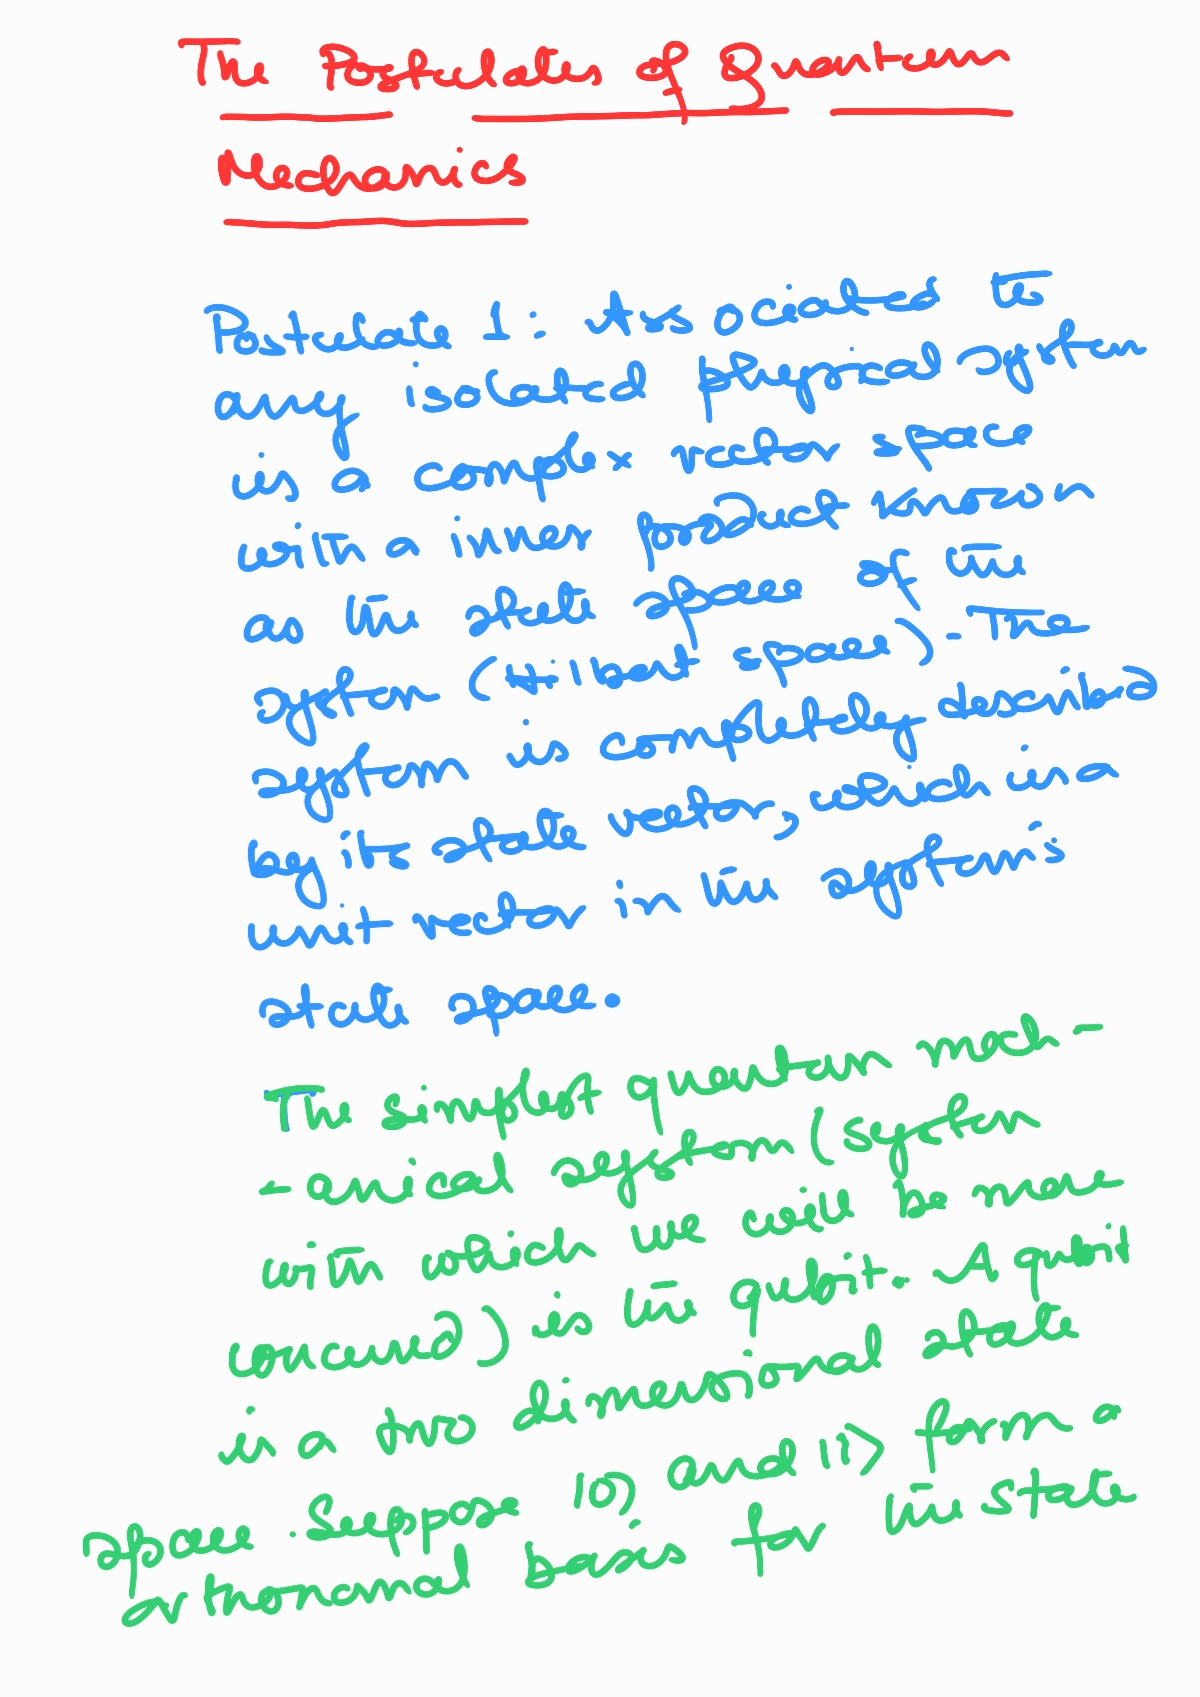 The Postulates of Quantum
Mechanics
Postulate 1: Associated to
any isolated physical system
is a complex vector space
with a inner product known
as the state space of the
system (Hilbert space). The
system is completely described
by its state vector, which is a
unit vector in the system's
state space.
The simplest quantum mech-
-anical system (system
with which we will be more
concerned) is the qubit. A qubit
is a two dimensional state
space. Suppose |0⟩ and |1⟩ form a
orthonormal basis for the state